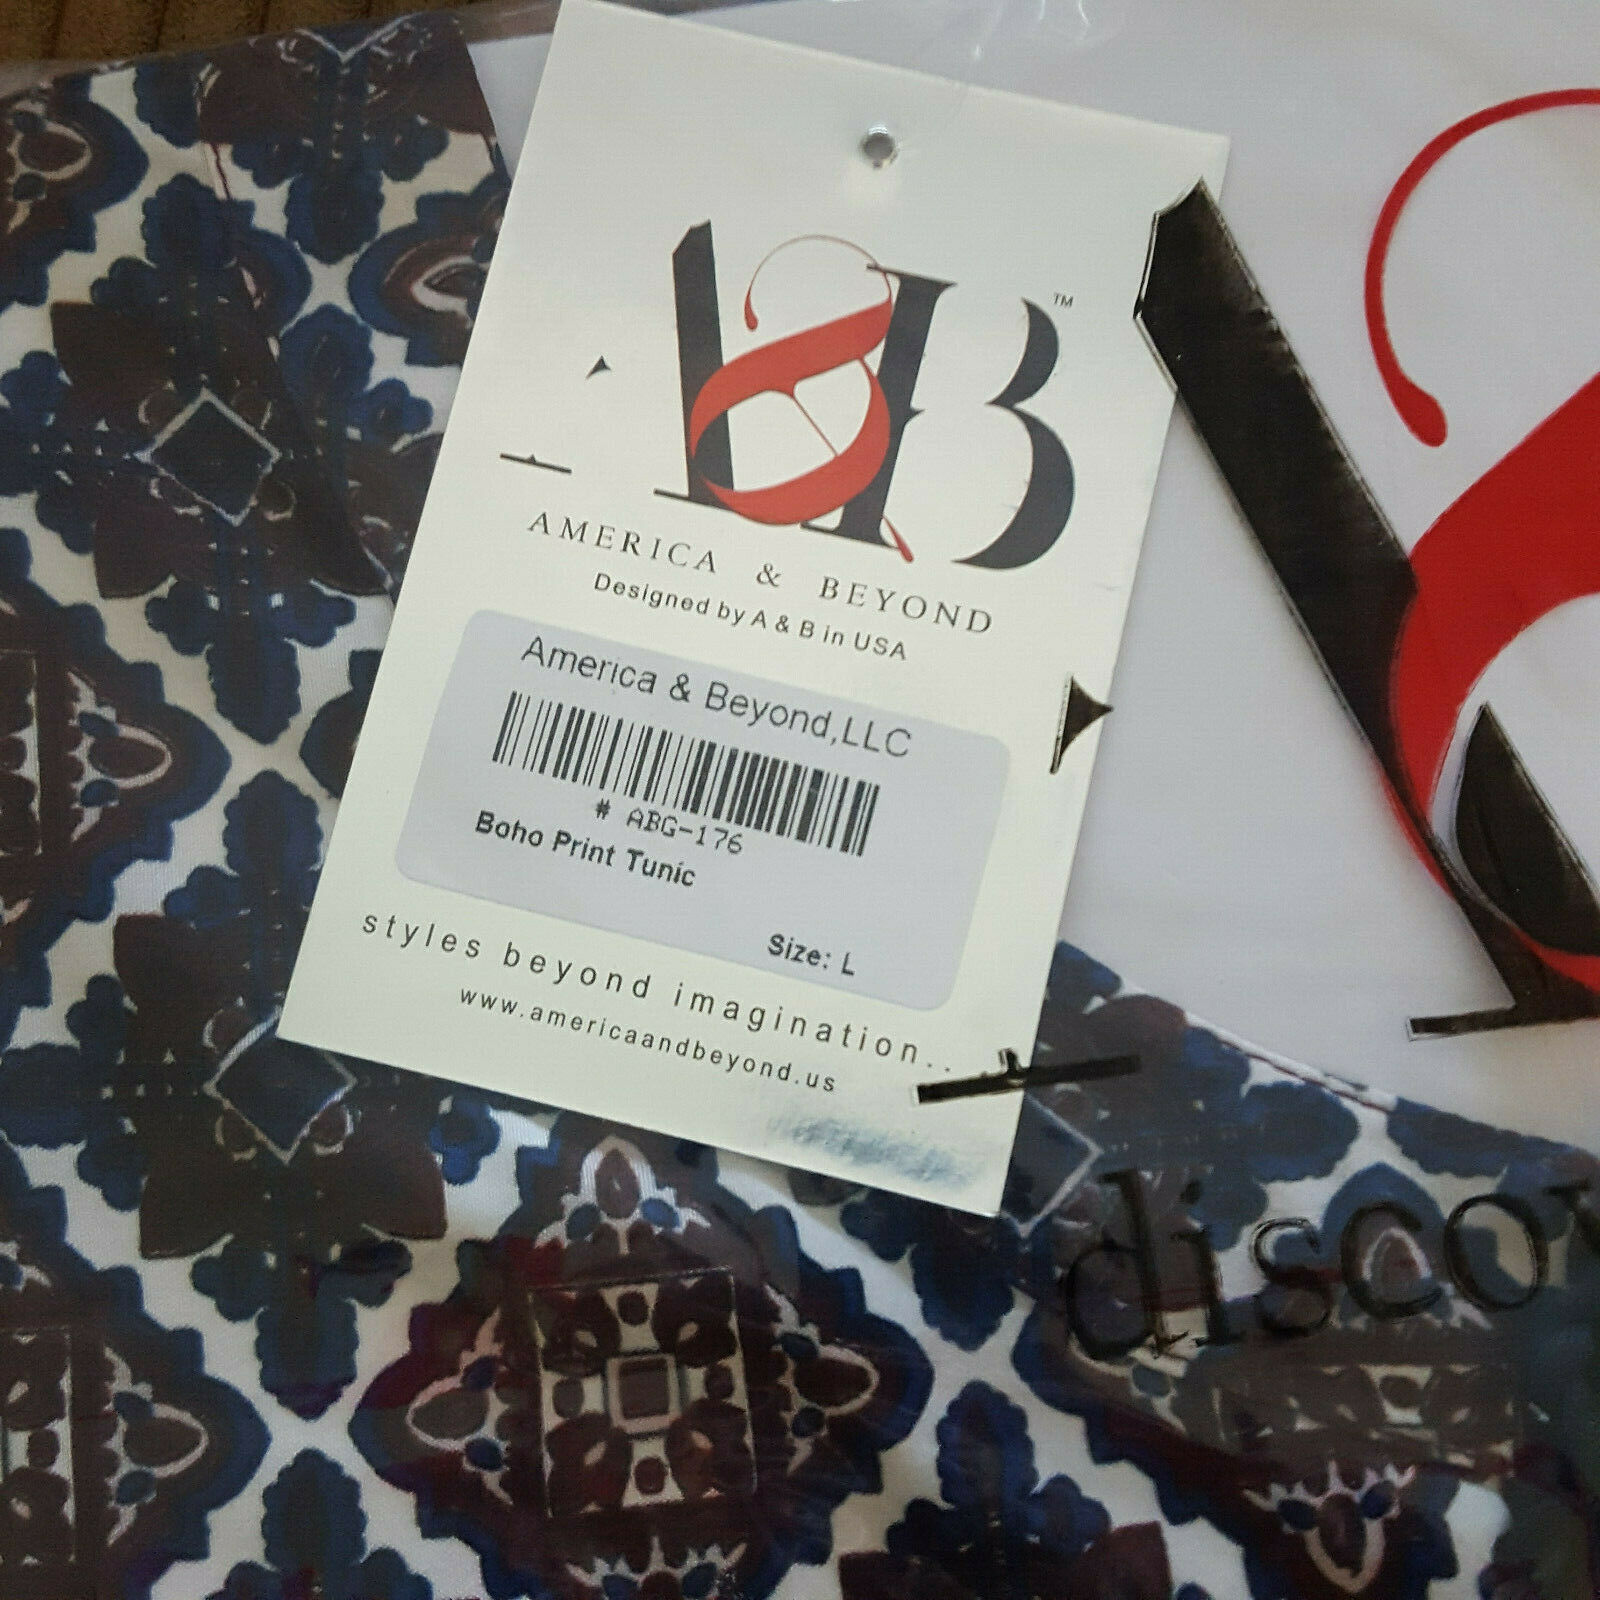 A&B™
AMERICA & BEYOND
Designed by A & B in USA
America & Beyond,LLC
# ABG-176
Boho Print Tunic
Size: L
styles beyond imagination..
www.americaandbeyond.us